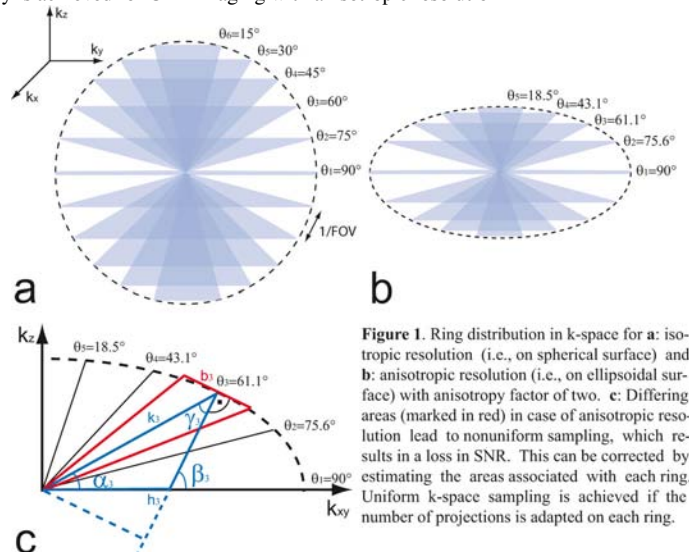 kz
ky
kx
θ₆=15°
θ₅=30°
θ₄=45°
θ₃=60°
θ₂=75°
θ₁=90°
1/FOV
a
θ₅=18.5°
θ₄=43.1°
θ₃=61.1°
θ₂=75.6°
θ₁=90°
b
kz
θ₅=18.5°
θ₄=43.1°
b₃
θ₃=61.1°
k₃
γ₃
θ₂=75.6°
α₃
β₃
θ₁=90°
h₃
kxy
c
Figure 1. Ring distribution in k-space for a: iso-
tropic resolution (i.e., on spherical surface) and
b: anisotropic resolution (i.e., on ellipsoidal sur-
face) with anisotropy factor of two. c: Differing
areas (marked in red) in case of anisotropic reso-
lution lead to nonuniform sampling, which re-
sults in a loss in SNR. This can be corrected by
estimating the areas associated with each ring.
Uniform k-space sampling is achieved if the
number of projections is adapted on each ring.